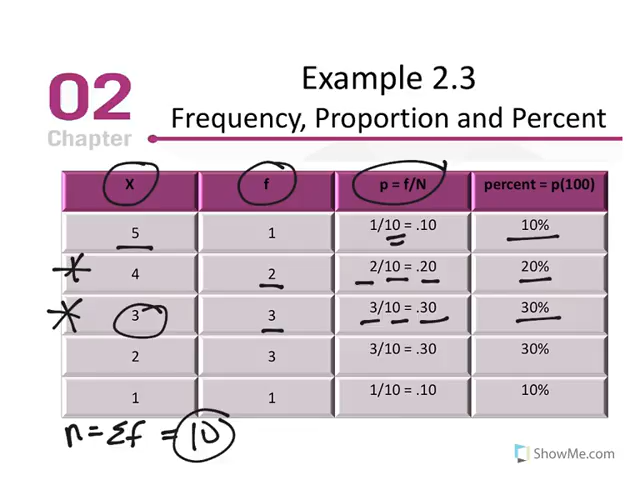 02
Chapter
Example 2.3
Frequency, Proportion and Percent
X f p = f/N percent = p(100)
5 1 1/10 = .10 10%
4 2 2/10 = .20 20%
3 3 3/10 = .30 30%
2 3 3/10 = .30 30%
1 1 1/10 = .10 10%
n = Σf = 10
ShowMe.com